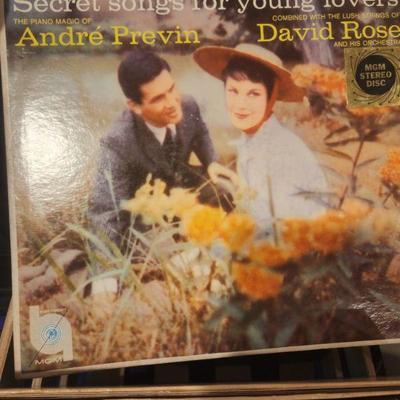 Secret songs for young lovers
THE PIANO MAGIC OF
André Previn
COMBINED WITH THE LUSH STRINGS OF
David Rose
AND HIS ORCHESTRA
MGM
STEREO
DISC
MGM